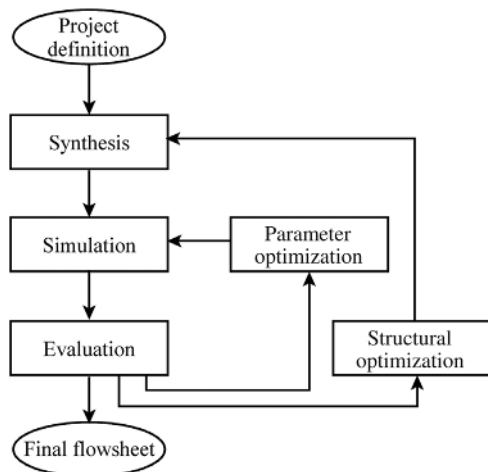 Project
definition
Synthesis
Simulation
Parameter
optimization
Evaluation
Structural
optimization
Final flowsheet